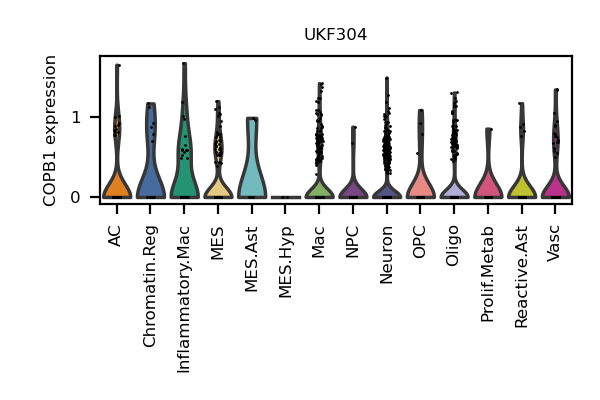 UKF304
COPB1 expression
1
0
AC
Chromatin.Reg
Inflammatory.Mac
MES
MES.Ast
MES.Hyp
Mac
NPC
Neuron
OPC
Oligo
Prolif.Metab
Reactive.Ast
Vasc